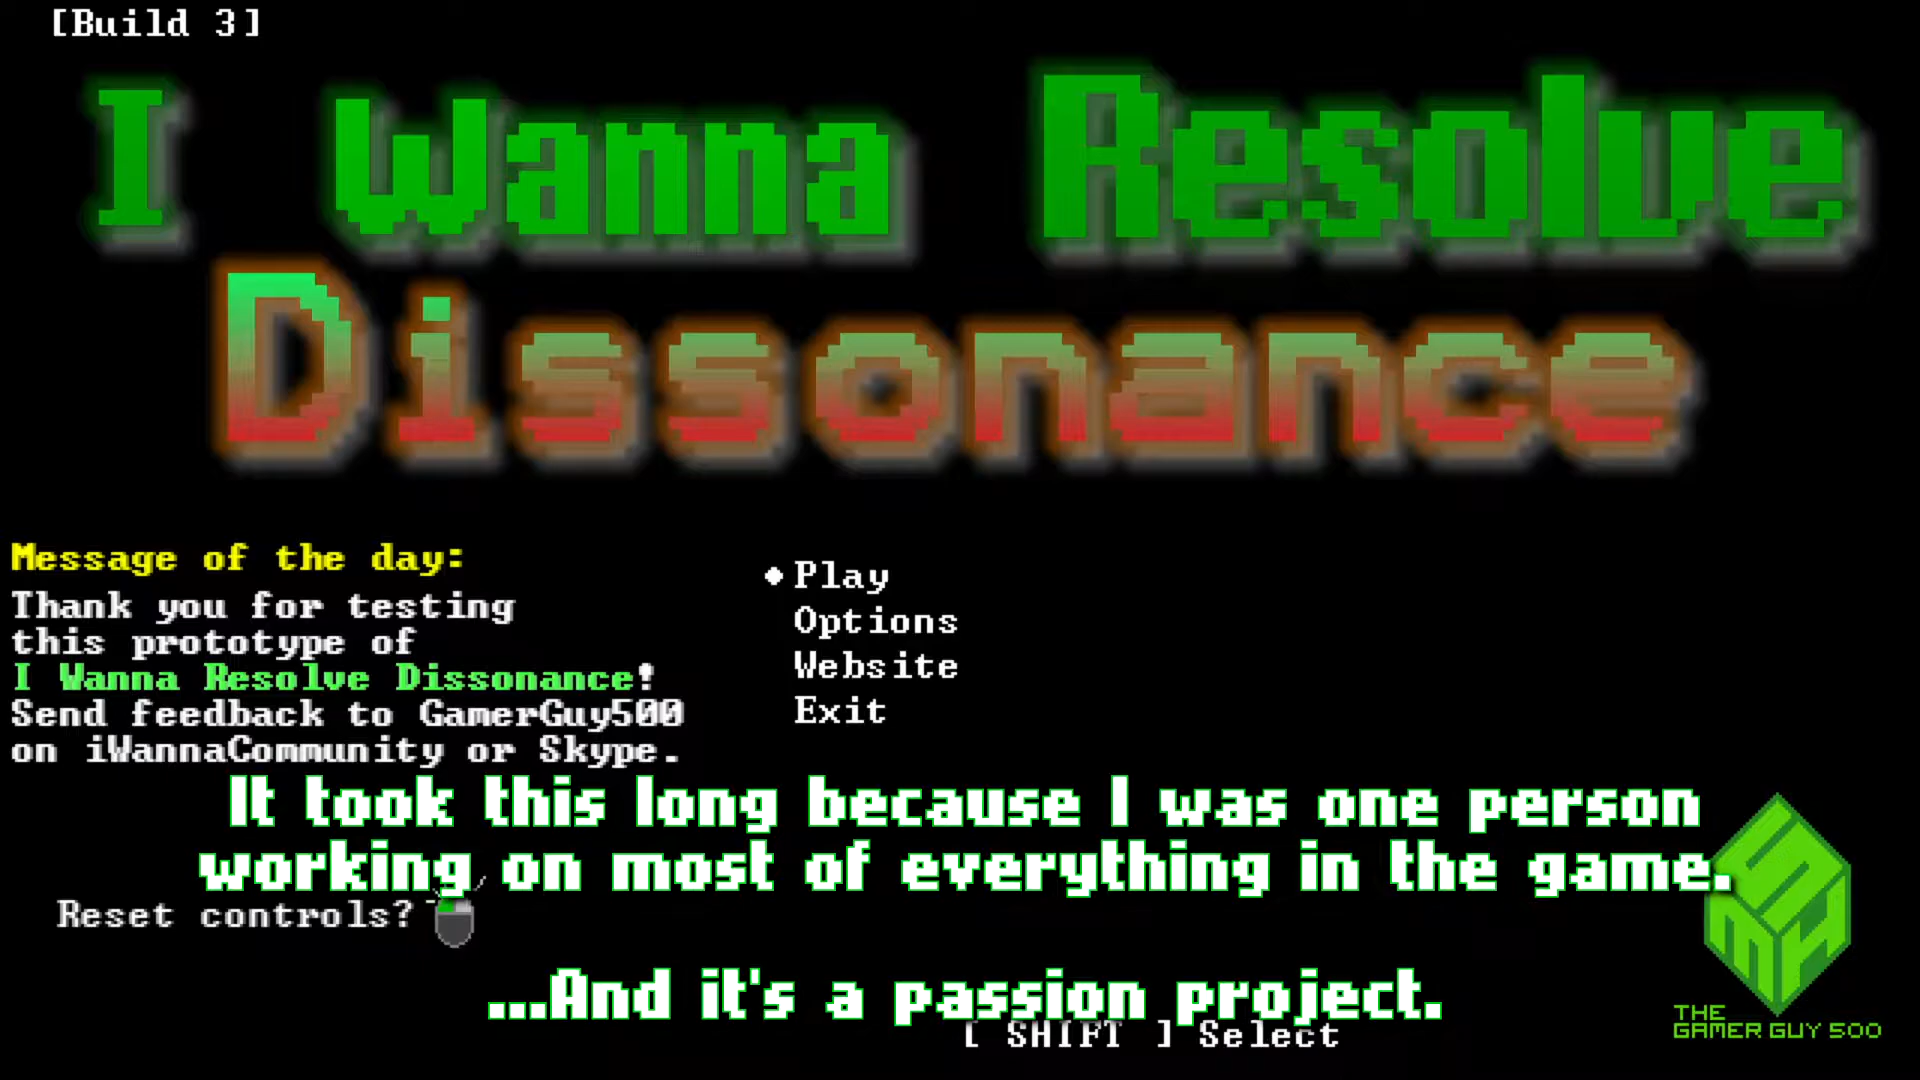 [Build 3]
I Wanna Resolve
Dissonance
Message of the day:
Thank you for testing
this prototype of
I Wanna Resolve Dissonance!
Send feedback to GamerGuy500
on iWannaCommunity or Skype.
Play
Options
Website
Exit
It took this long because I was one person
working on most of everything in the game.
Reset controls?
...And it's a passion project.
[ SHIFT ] Select
SMH
THE
GAMER GUY 500